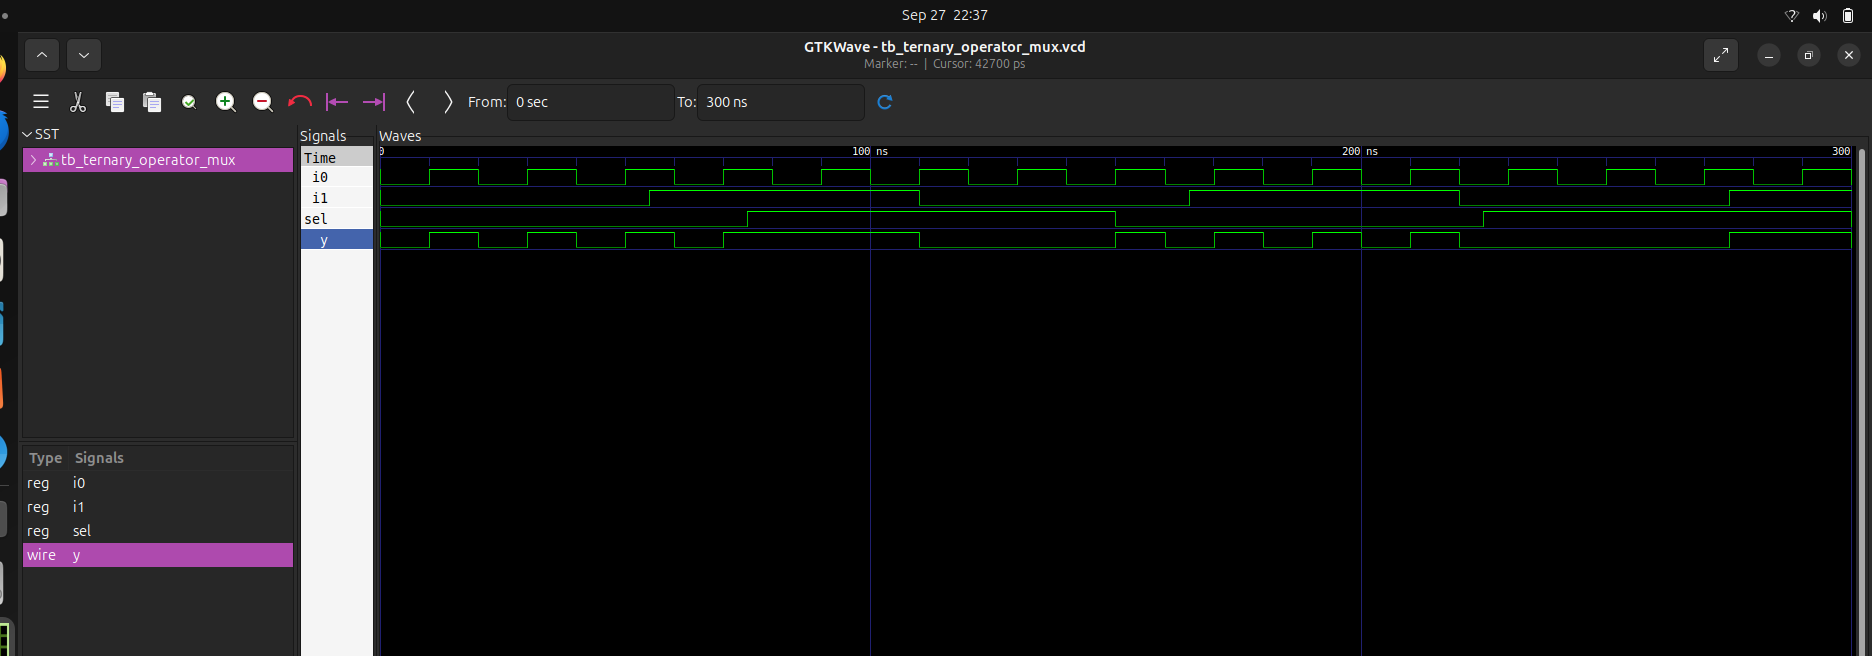 Sep 27 22:37
GTKWave - tb_ternary_operator_mux.vcd
Marker: -- | Cursor: 42700 ps
From: 0 sec To: 300 ns
SST
tb_ternary_operator_mux
Type Signals
reg i0
reg i1
reg sel
wire y
Signals
Time
i0
i1
sel
y
Waves
0 100 ns 200 ns 300